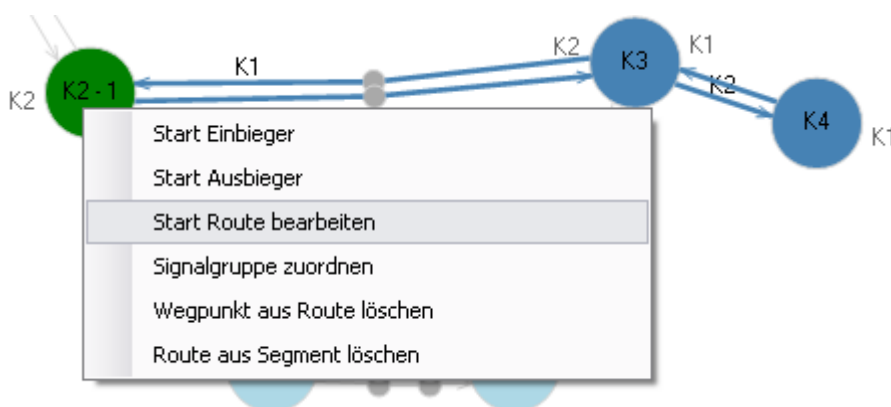 K2
K3
K1
K1
K2 - 1
K2
K2
K4
K1
Start Einbieger
Start Ausbieger
Start Route bearbeiten
Signalgruppe zuordnen
Wegpunkt aus Route löschen
Route aus Segment löschen